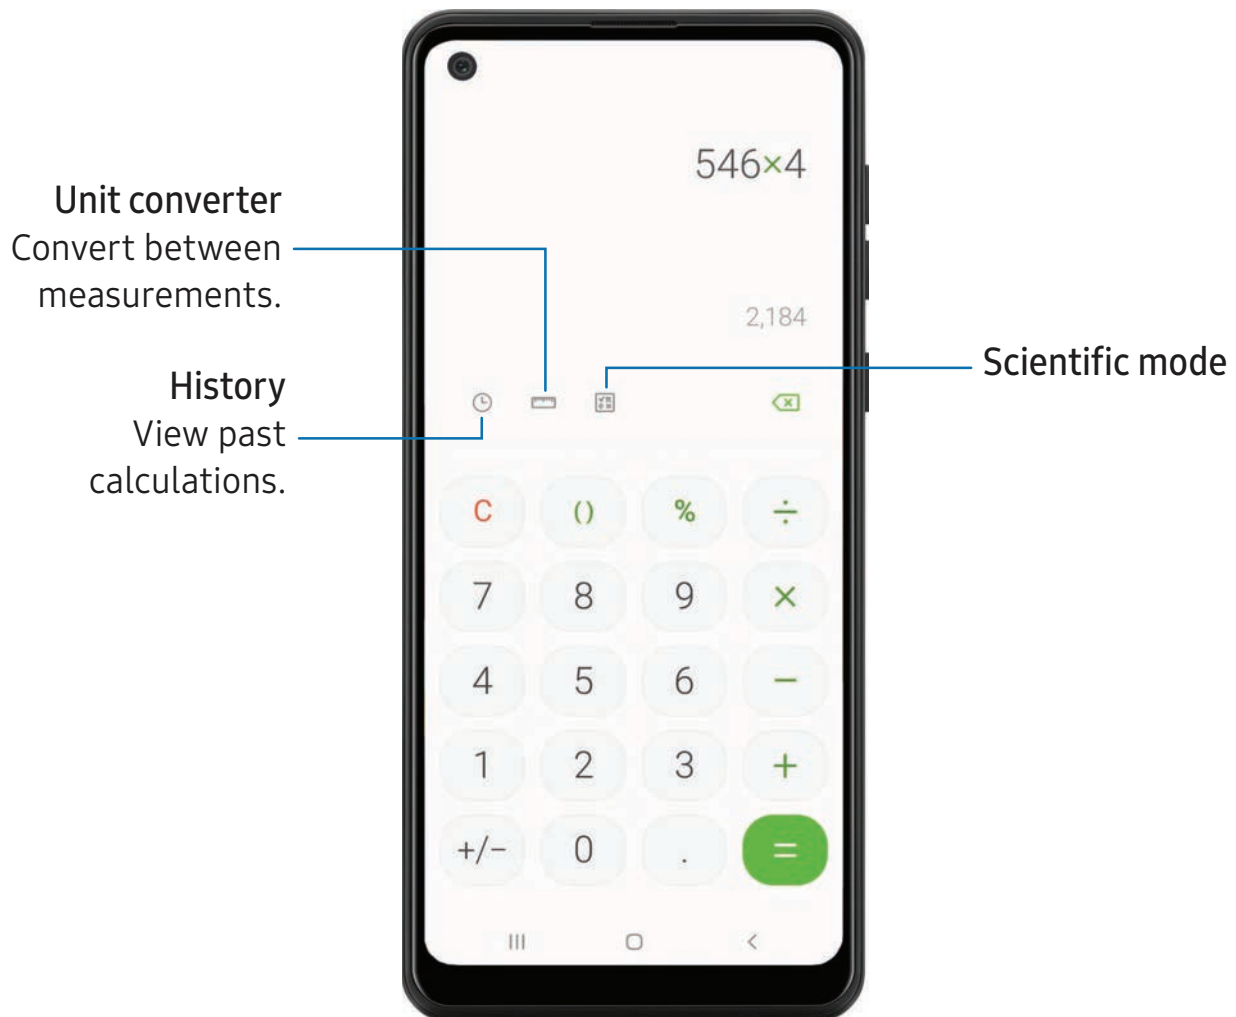 546×4
Unit converter
Convert between
measurements.
2,184
Scientific mode
History
View past
calculations.
C () % ÷
7 8 9 ×
4 5 6 −
1 2 3 +
+/− 0 . =